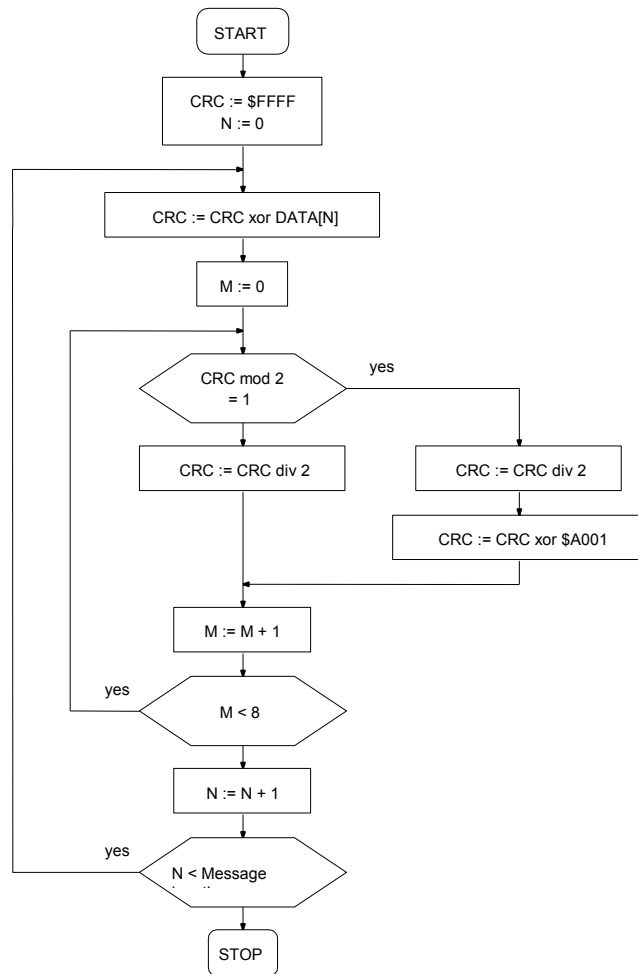 START
CRC := $FFFF
N := 0
CRC := CRC xor DATA[N]
M := 0
CRC mod 2
= 1
yes
CRC := CRC div 2
CRC := CRC div 2
CRC := CRC xor $A001
M := M + 1
yes
M < 8
N := N + 1
yes
N < Message
STOP